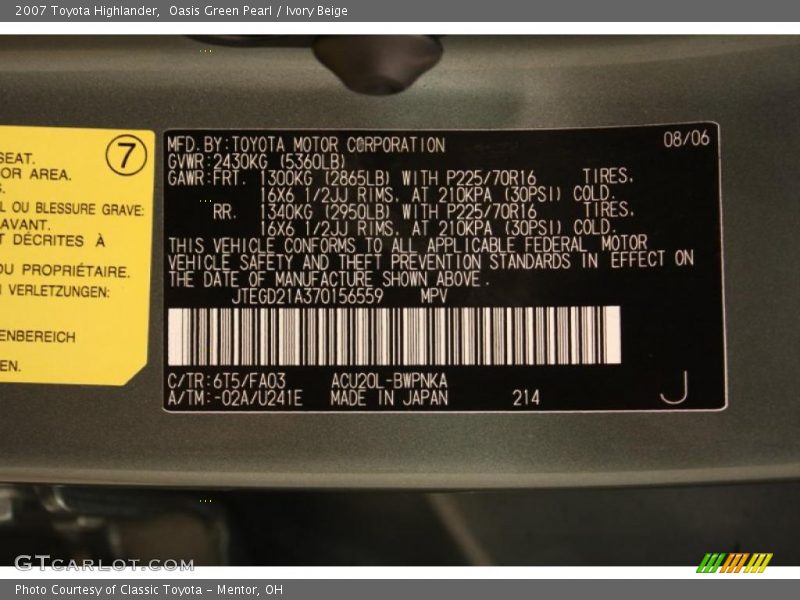 2007 Toyota Highlander, Oasis Green Pearl / Ivory Beige
SEAT.
OR AREA.
S.
L OU BLESSURE GRAVE:
AVANT.
T DÉCRITES À
OU PROPRIÉTAIRE.
VERLETZUNGEN:
ENBEREICH
EN.
7
MFD.BY:TOYOTA MOTOR CORPORATION 08/06
GVWR:2430KG (5360LB)
GAWR:FRT. 1300KG (2865LB) WITH P225/70R16 TIRES.
16X6 1/2JJ RIMS. AT 210KPA (30PSI) COLD.
RR. 1340KG (2950LB) WITH P225/70R16 TIRES.
16X6 1/2JJ RIMS. AT 210KPA (30PSI) COLD.
THIS VEHICLE CONFORMS TO ALL APPLICABLE FEDERAL MOTOR
VEHICLE SAFETY AND THEFT PREVENTION STANDARDS IN EFFECT ON
THE DATE OF MANUFACTURE SHOWN ABOVE.
JTEGD21A370156559 MPV
C/TR:6T5/FA03 ACU20L-BWPNKA
A/TM:-02A/U241E MADE IN JAPAN 214 J
GTCARLOT.COM
Photo Courtesy of Classic Toyota - Mentor, OH